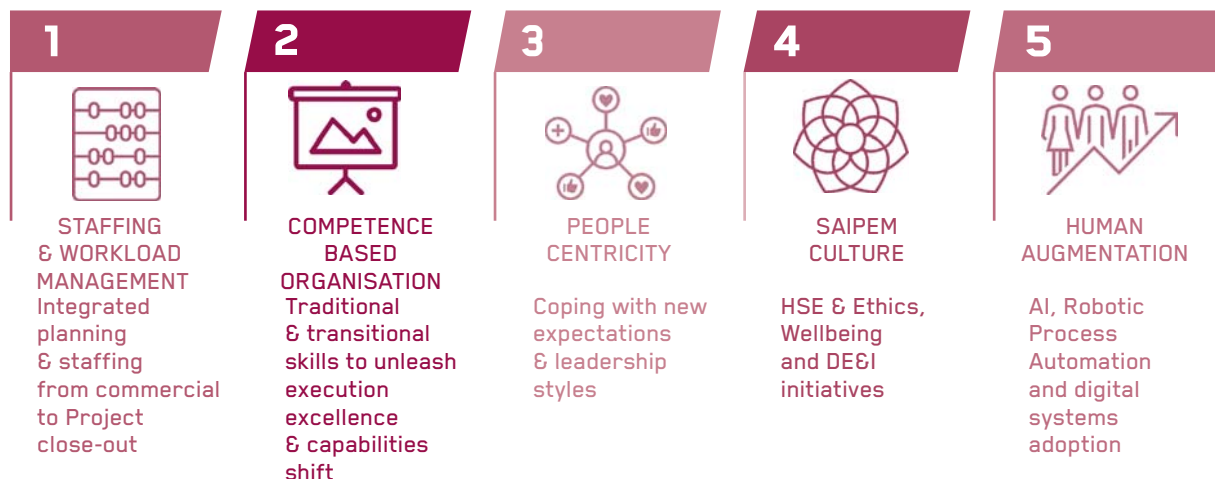 1
STAFFING
& WORKLOAD
MANAGEMENT
Integrated
planning
& staffing
from commercial
to Project
close-out
2
COMPETENCE
BASED
ORGANISATION
Traditional
& transitional
skills to unleash
execution
excellence
& capabilities
shift
3
PEOPLE
CENTRICITY
Coping with new
expectations
& leadership
styles
4
SAIPEM
CULTURE
HSE & Ethics,
Wellbeing
and DE&I
initiatives
5
HUMAN
AUGMENTATION
AI, Robotic
Process
Automation
and digital
systems
adoption